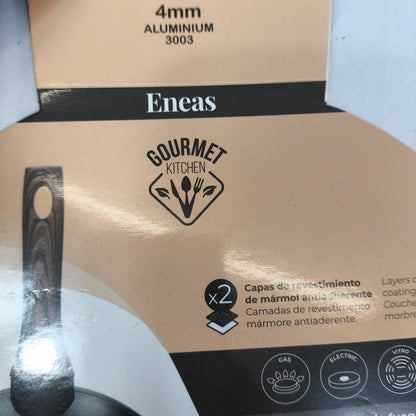 4mm
ALUMINIUM
3003
Eneas
GOURMET
KITCHEN
x2
Capas de revestimiento
de mármol antiadherente
Camadas de revestimento
mármore antiaderente.
Layers
coating
Couche
marbre
GAS
ELECTRIC
VITRO